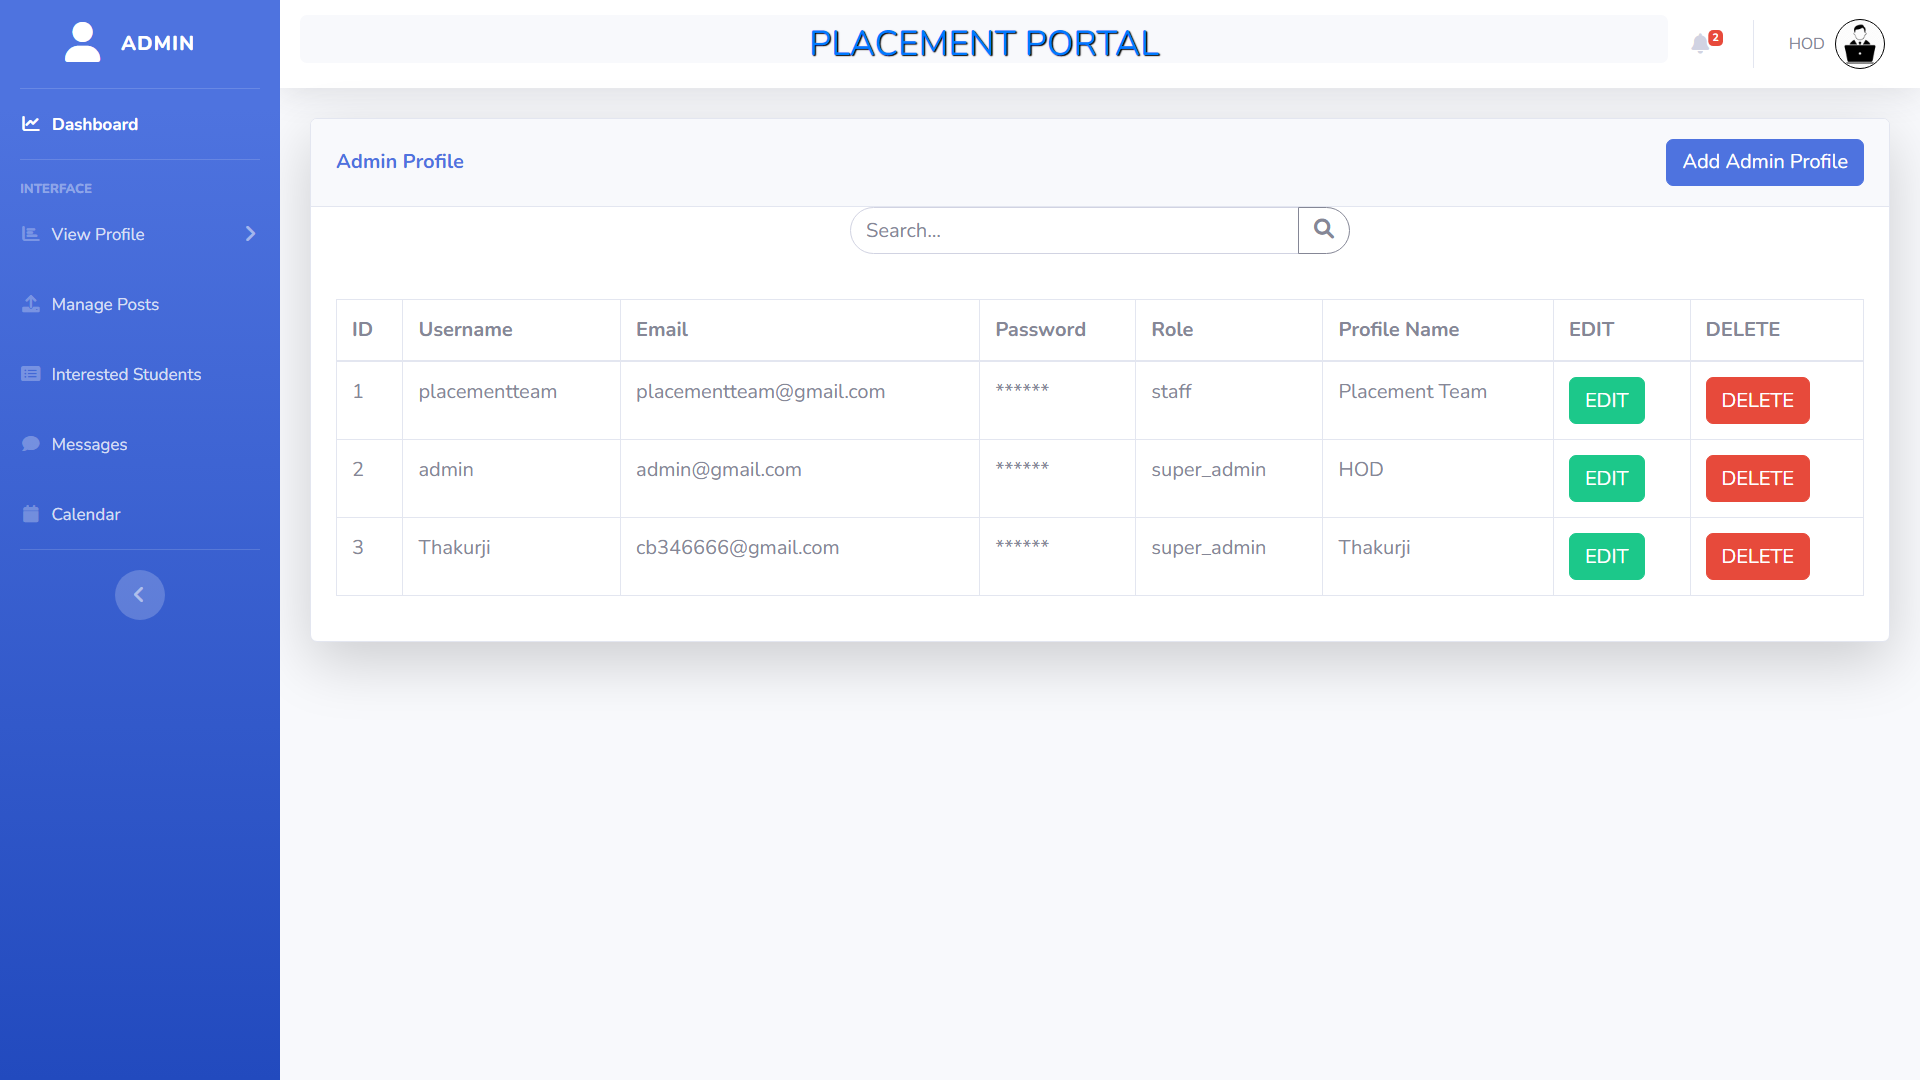 ADMIN
PLACEMENT PORTAL
2
HOD
Dashboard
INTERFACE
View Profile
Manage Posts
Interested Students
Messages
Calendar
Admin Profile
Add Admin Profile
Search...
ID Username Email Password Role Profile Name EDIT DELETE
1 placementteam placementteam@gmail.com ****** staff Placement Team EDIT DELETE
2 admin admin@gmail.com ****** super_admin HOD EDIT DELETE
3 Thakurji cb346666@gmail.com ****** super_admin Thakurji EDIT DELETE